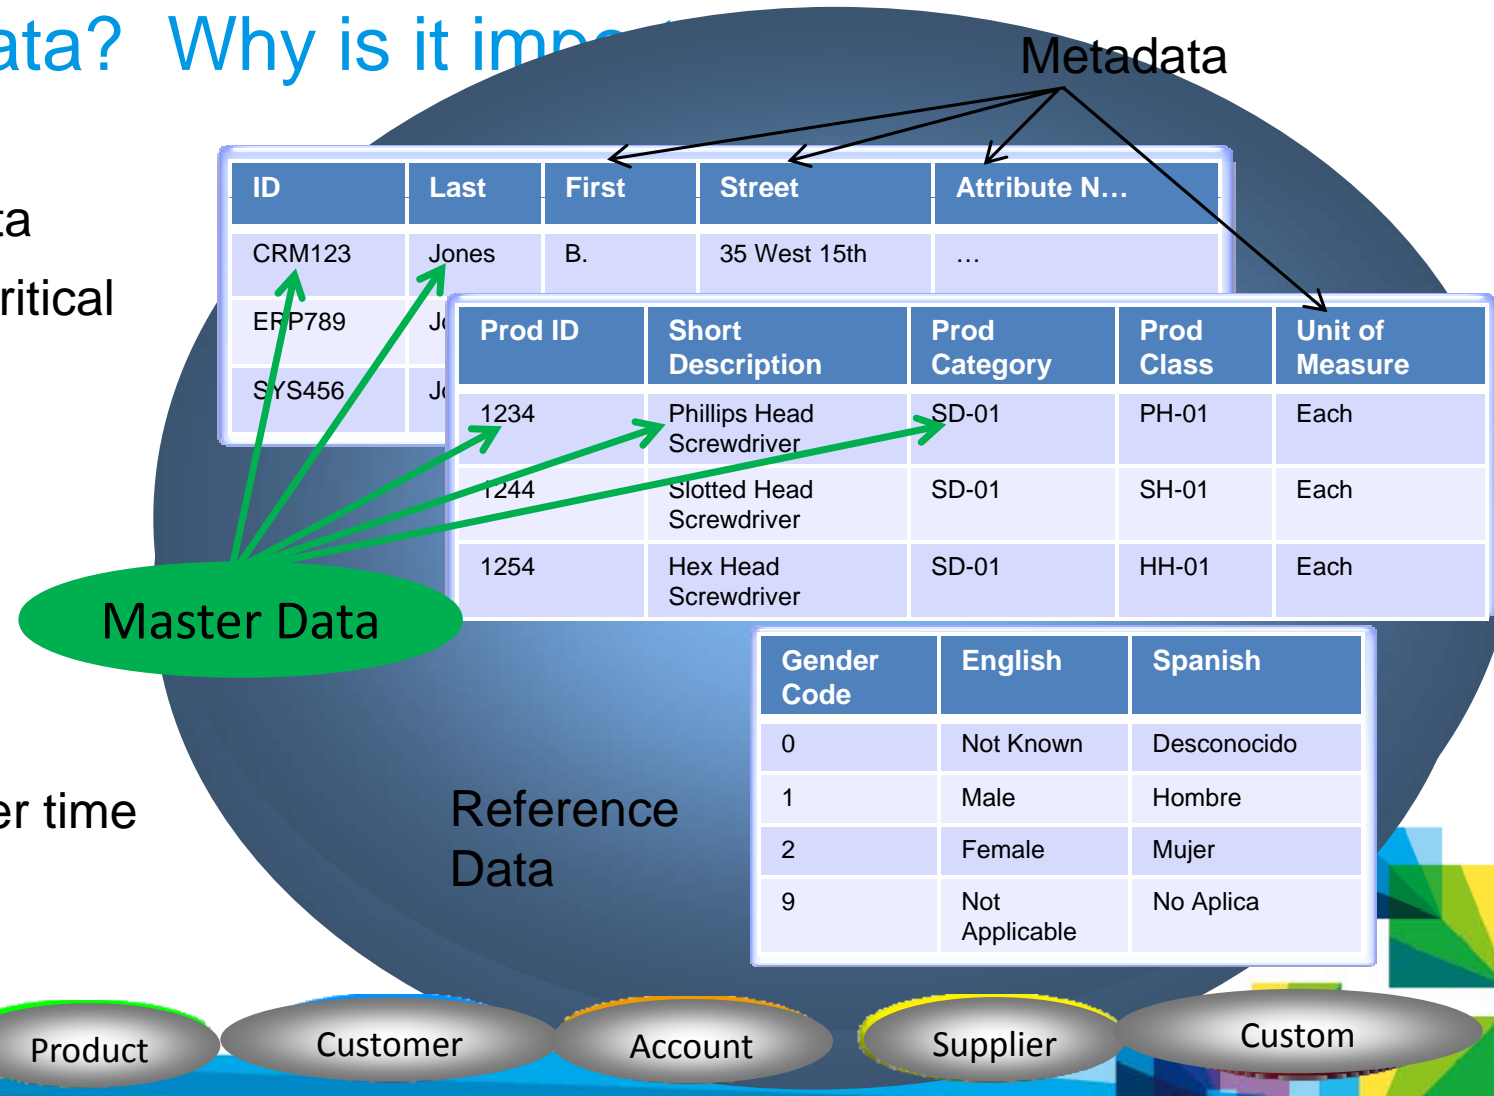 ata? Why is it imp
Metadata
ta
ritical
er time
ID Last First Street Attribute N…
CRM123 Jones B. 35 West 15th …
ERP789 Jo
SYS456 Jo
Prod ID Short Description Prod Category Prod Class Unit of Measure
1234 Phillips Head Screwdriver SD-01 PH-01 Each
1244 Slotted Head Screwdriver SD-01 SH-01 Each
1254 Hex Head Screwdriver SD-01 HH-01 Each
Master Data
Gender Code English Spanish
0 Not Known Desconocido
1 Male Hombre
2 Female Mujer
9 Not Applicable No Aplica
Reference
Data
Product Customer Account Supplier Custom